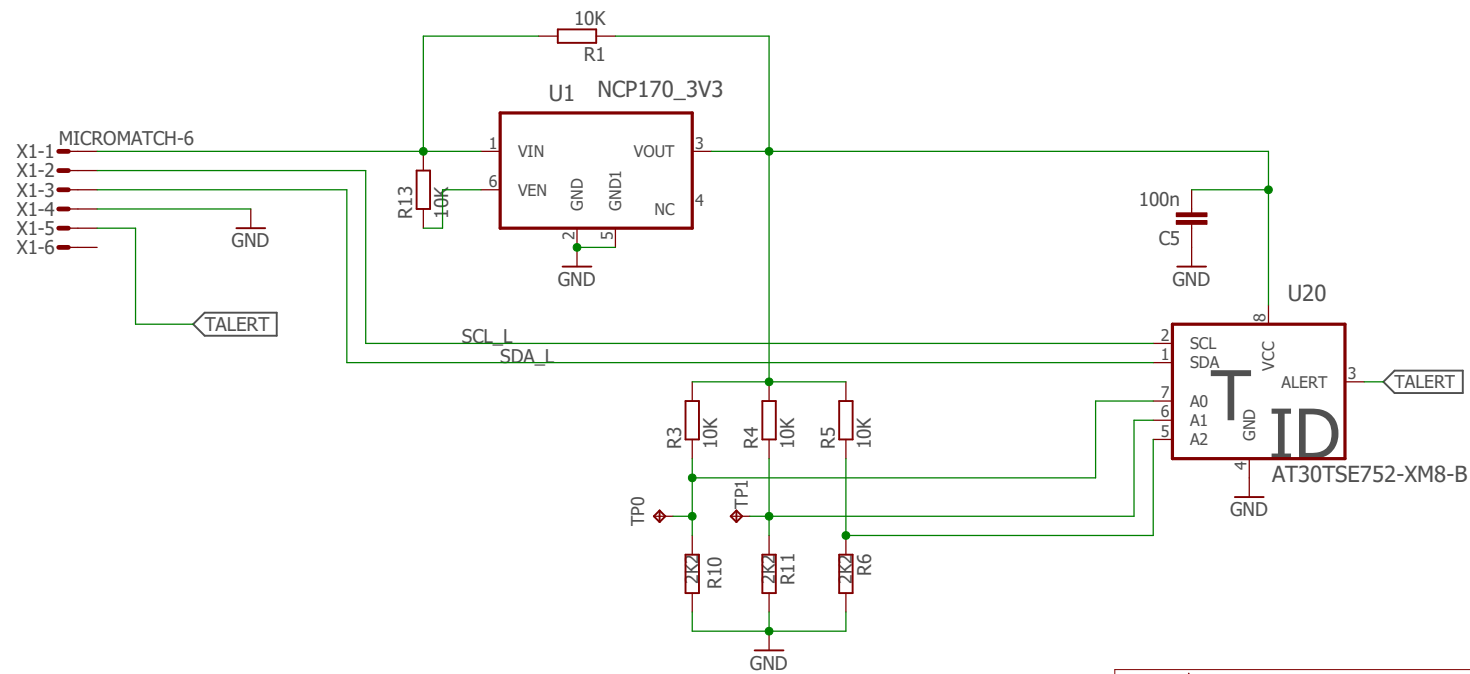 10K
R1
U1 NCP170_3V3
MICROMATCH-6
X1-1
X1-2
X1-3
X1-4
X1-5
X1-6
1 VIN VOUT 3
6 VEN GND GND1 NC 4
2 5
R13 10K
GND
GND
100n
C5
GND
TALERT
U20
SCL_L
SDA_L
8
2 SCL VCC
1 SDA
T
ALERT 3 TALERT
7 A0
6 A1 GND
5 A2
ID
4
AT30TSE752-XM8-B
GND
R3 10K R4 10K R5 10K
TP0 TP1
2K2 R10 2K2 R11 2K2 R6
GND